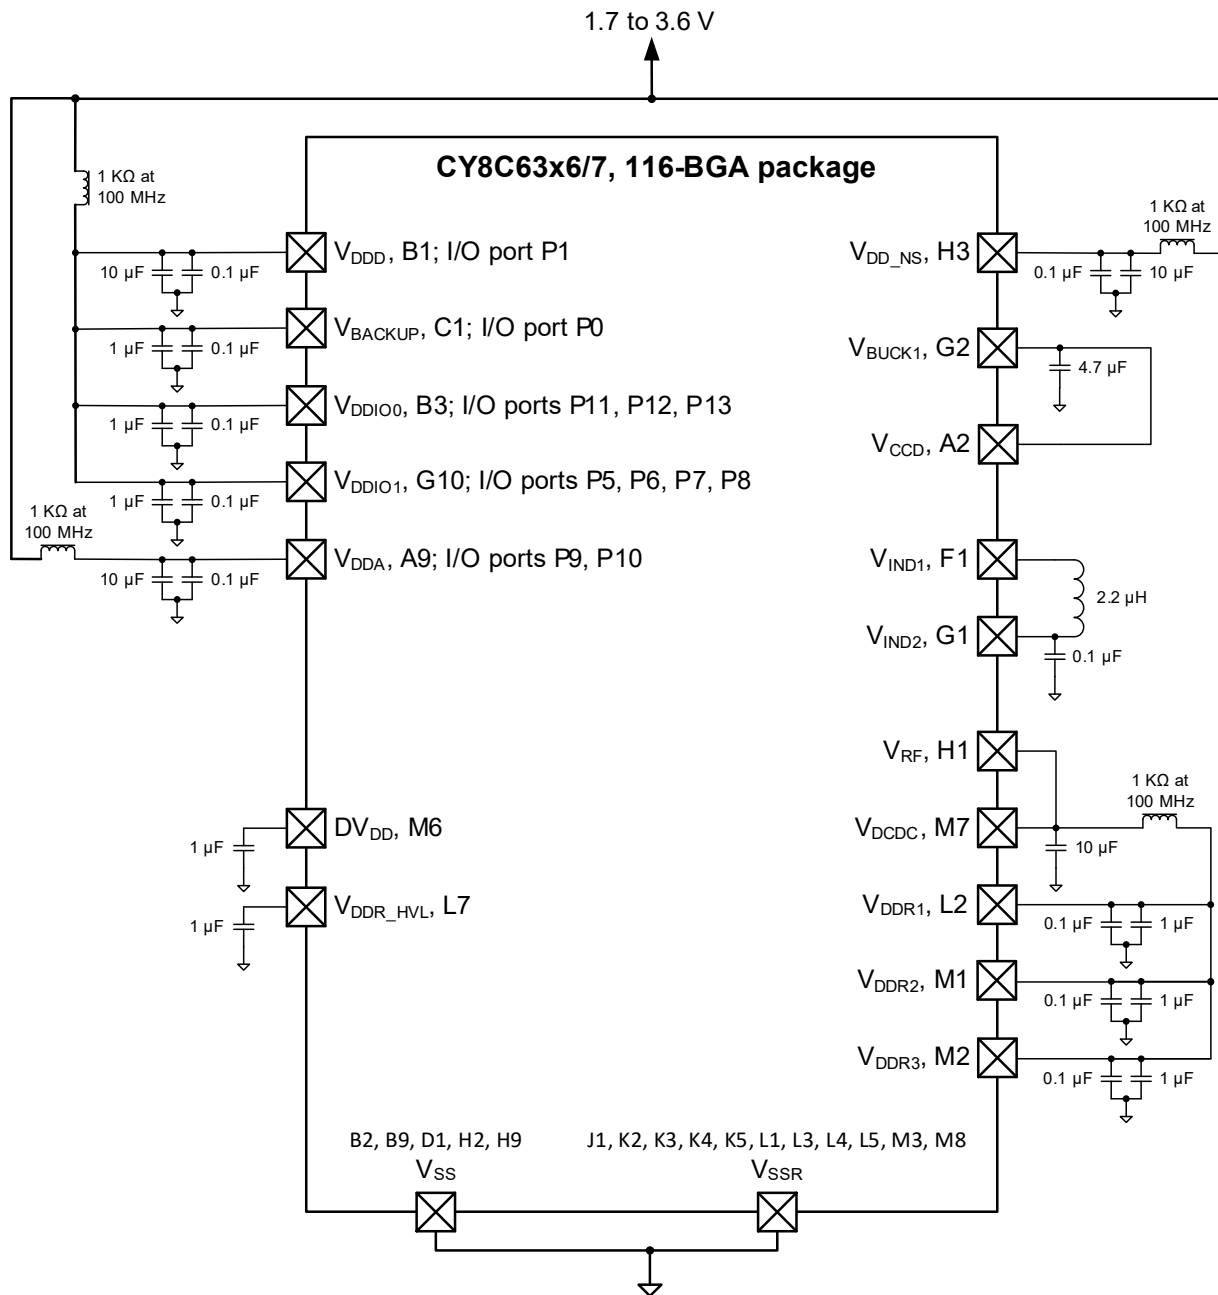 1.7 to 3.6 V
CY8C63x6/7, 116-BGA package
1 KΩ at
100 MHz
VDDD, B1; I/O port P1
10 µF
0.1 µF
VBACKUP, C1; I/O port P0
1 µF
0.1 µF
VDDIO0, B3; I/O ports P11, P12, P13
1 µF
0.1 µF
VDDIO1, G10; I/O ports P5, P6, P7, P8
1 µF
0.1 µF
1 KΩ at
100 MHz
VDDA, A9; I/O ports P9, P10
10 µF
0.1 µF
DVDD, M6
1 µF
VDDR_HVL, L7
1 µF
1 KΩ at
100 MHz
VDD_NS, H3
0.1 µF
10 µF
VBUCK1, G2
4.7 µF
VCCD, A2
VIND1, F1
2.2 µH
VIND2, G1
0.1 µF
VRF, H1
1 KΩ at
100 MHz
VDCDC, M7
10 µF
VDDR1, L2
0.1 µF
1 µF
VDDR2, M1
0.1 µF
1 µF
VDDR3, M2
0.1 µF
1 µF
B2, B9, D1, H2, H9
VSS
J1, K2, K3, K4, K5, L1, L3, L4, L5, M3, M8
VSSR